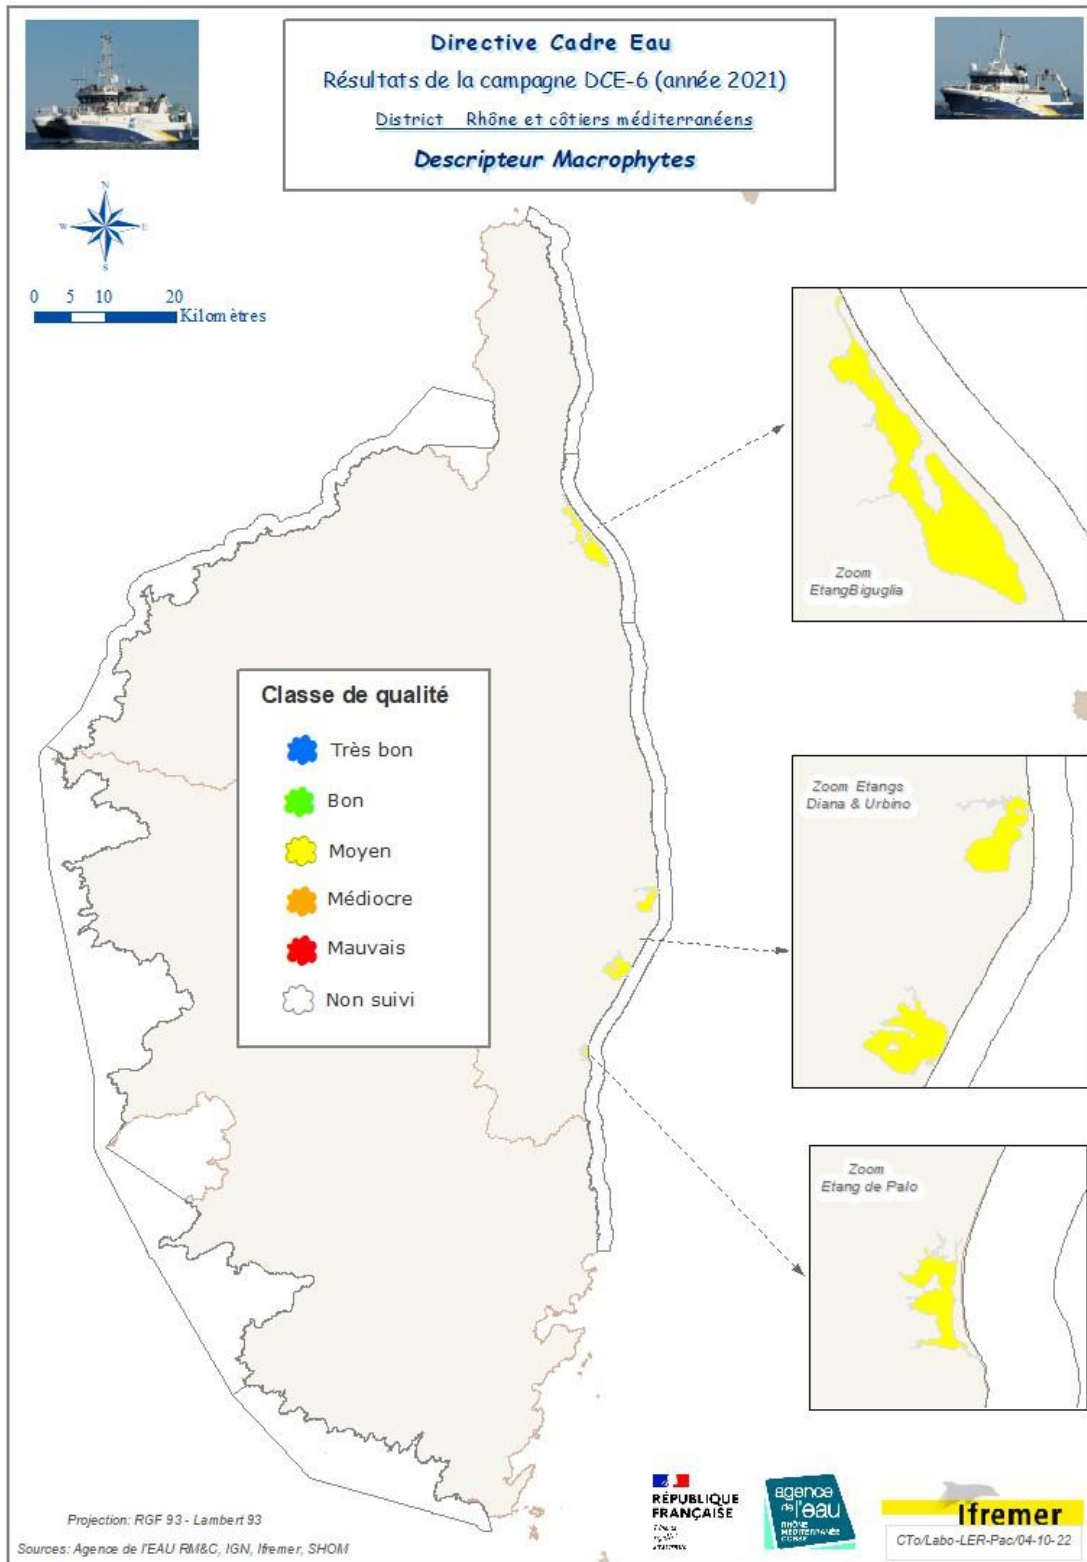 Directive Cadre Eau
Résultats de la campagne DCE-6 (année 2021)
District Rhône et côtiers méditerranéens
Descripteur Macrophytes
N
W E
S
0 5 10 20
Kilomètres
Zoom
EtangBiguglia
Classe de qualité
Très bon
Bon
Moyen
Médiocre
Mauvais
Non suivi
Zoom Etangs
Diana & Urbino
Zoom
Etang de Palo
RÉPUBLIQUE
FRANÇAISE
agence
de l'eau
RHÔNE
MÉDITERRANÉE
CORSE
Ifremer
CTo/Labo-LER-Pac/04-10-22
Projection: RGF 93 - Lambert 93
Sources: Agence de l'EAU RM&C, IGN, Ifremer, SHOM